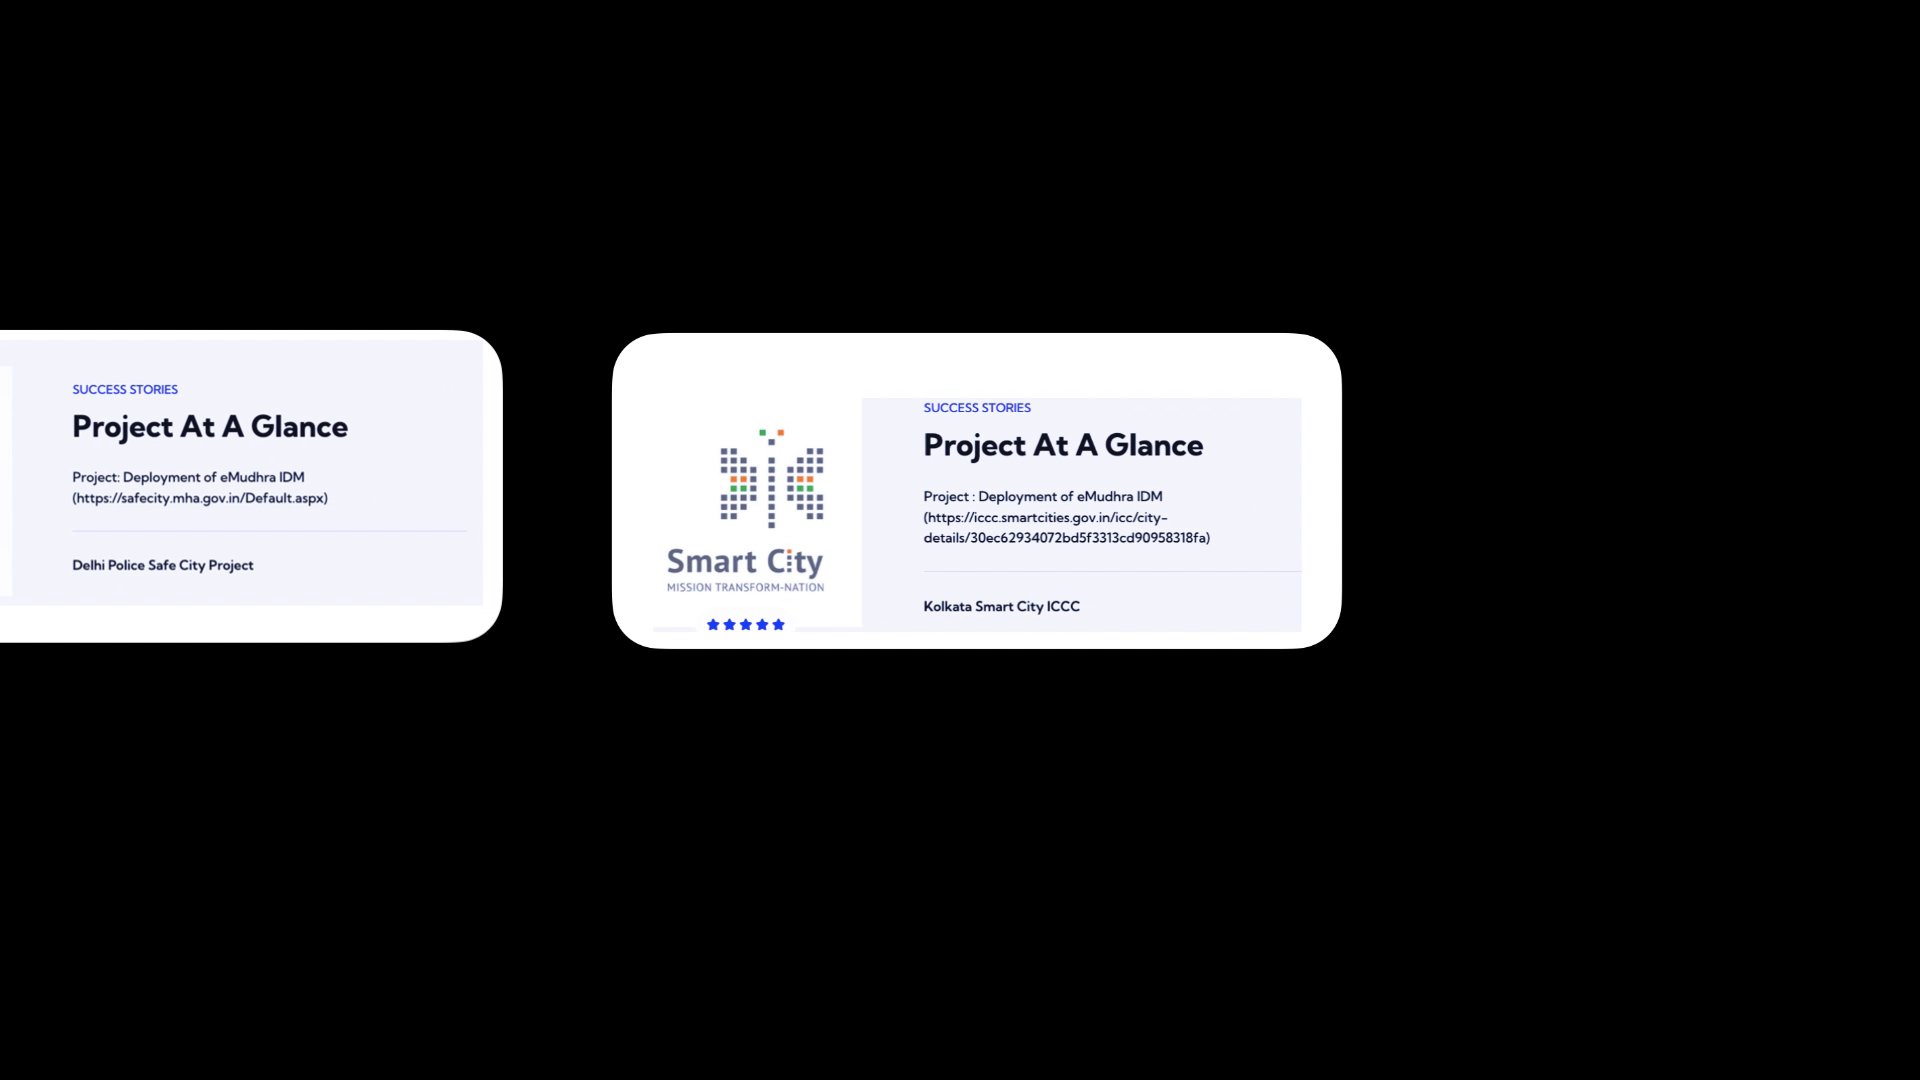 SUCCESS STORIES
Project At A Glance
Project: Deployment of eMudhra IDM
(https://safecity.mha.gov.in/Default.aspx)
Delhi Police Safe City Project
Smart City
MISSION TRANSFORM-NATION
SUCCESS STORIES
Project At A Glance
Project : Deployment of eMudhra IDM
(https://iccc.smartcities.gov.in/icc/city-
details/30ec62934072bd5f3313cd90958318fa)
Kolkata Smart City ICCC